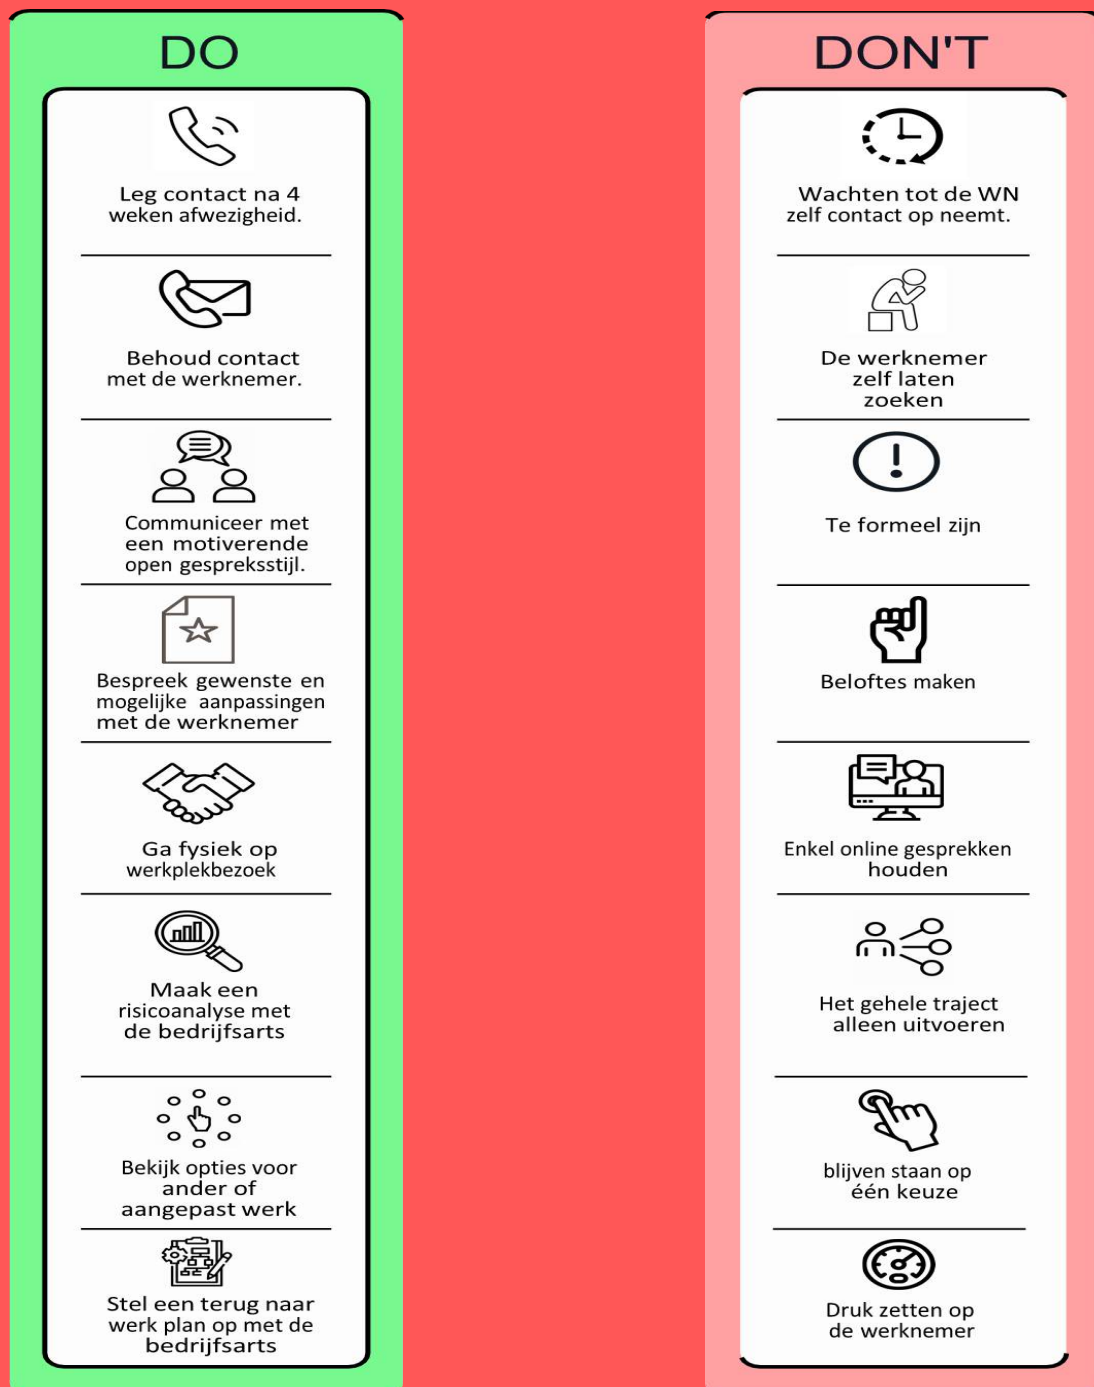 DO
Leg contact na 4
weken afwezigheid.
Behoud contact
met de werknemer.
Communiceer met
een motiverende
open gespreksstijl.
Bespreek gewenste en
mogelijke aanpassingen
met de werknemer
Ga fysiek op
werkplekbezoek
Maak een
risicoanalyse met
de bedrijfsarts
Bekijk opties voor
ander of
aangepast werk
Stel een terug naar
werk plan op met de
bedrijfsarts
DON'T
Wachten tot de WN
zelf contact op neemt.
De werknemer
zelf laten
zoeken
Te formeel zijn
Beloftes maken
Enkel online gesprekken
houden
Het gehele traject
alleen uitvoeren
blijven staan op
één keuze
Druk zetten op
de werknemer